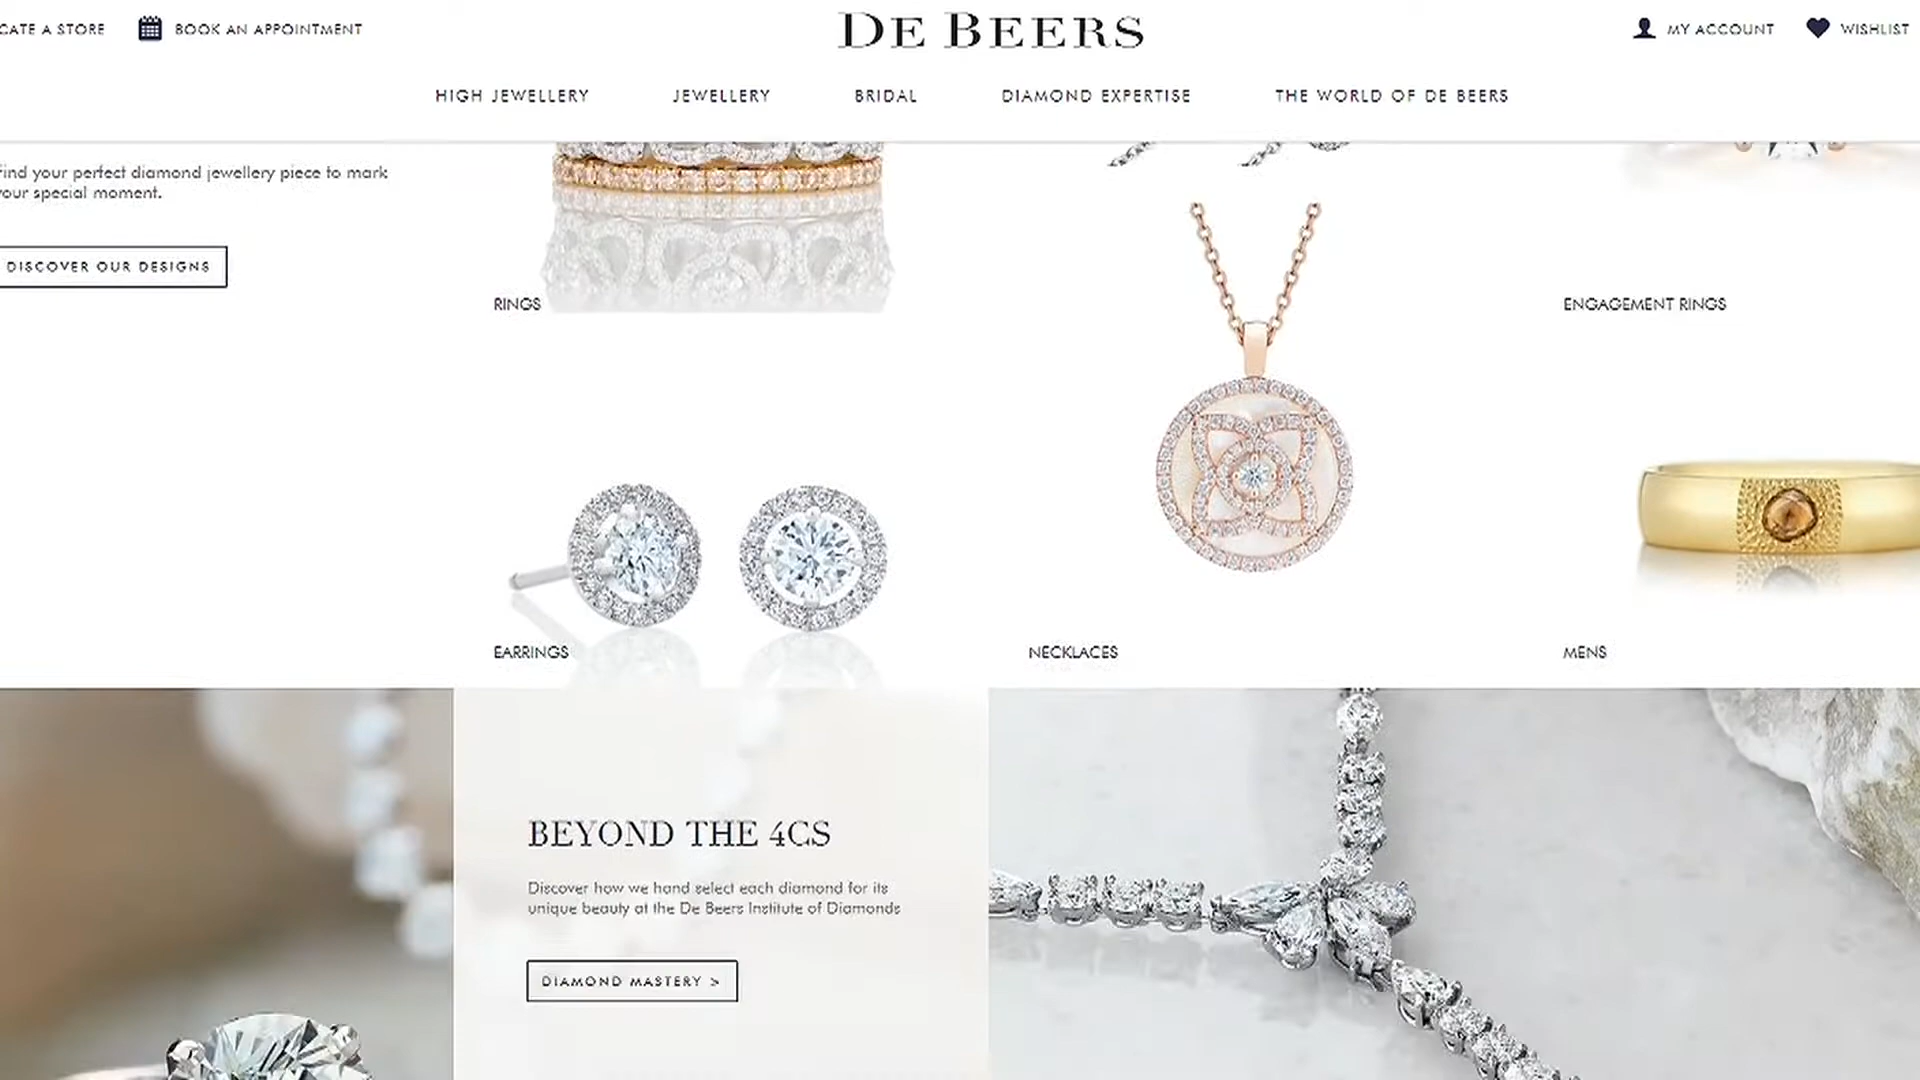 CATE A STORE
BOOK AN APPOINTMENT
DE BEERS
MY ACCOUNT
WISHLIST
HIGH JEWELLERY
JEWELLERY
BRIDAL
DIAMOND EXPERTISE
THE WORLD OF DE BEERS
Find your perfect diamond jewellery piece to mark
your special moment.
DISCOVER OUR DESIGNS
RINGS
ENGAGEMENT RINGS
EARRINGS
NECKLACES
MENS
BEYOND THE 4CS
Discover how we hand select each diamond for its
unique beauty at the De Beers Institute of Diamonds
DIAMOND MASTERY >